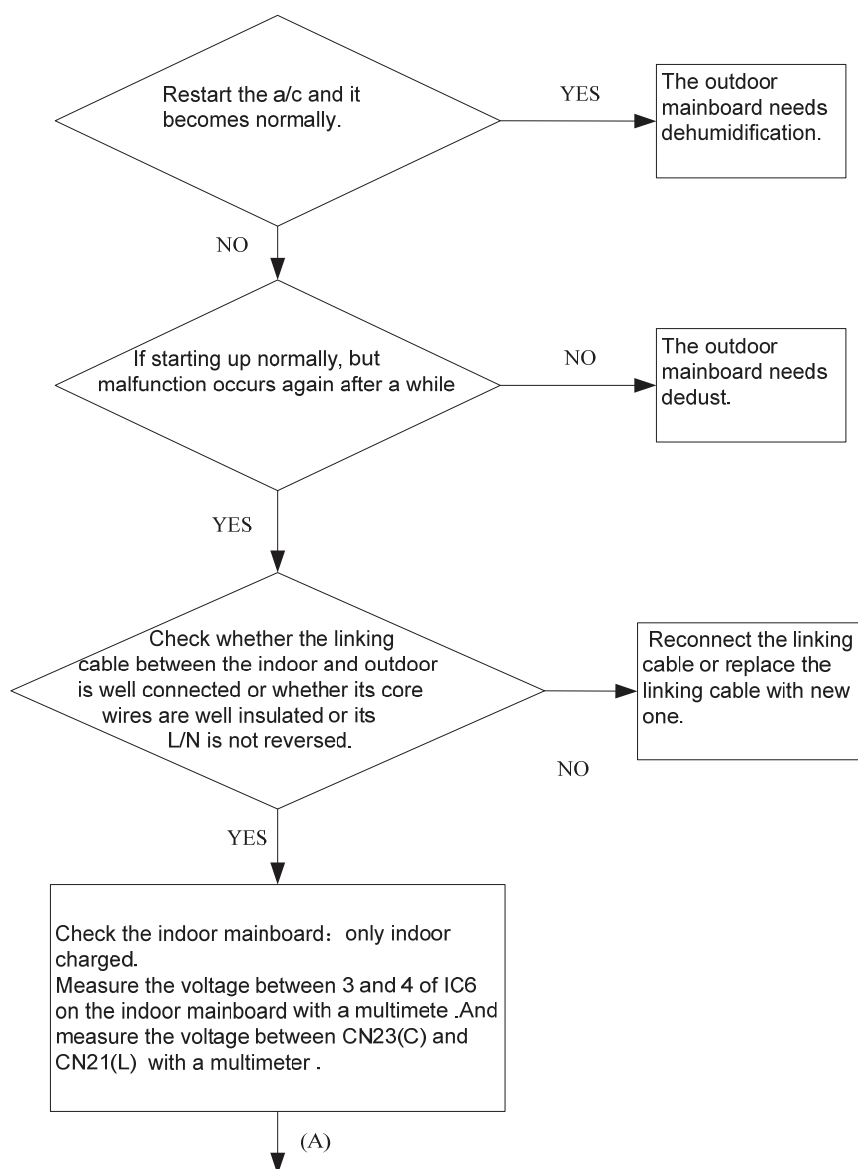 Restart the a/c and it
becomes normally.
YES
The outdoor
mainboard needs
dehumidification.
NO
If starting up normally, but
malfunction occurs again after a while
NO
The outdoor
mainboard needs
dedust.
YES
Check whether the linking
cable between the indoor and outdoor
is well connected or whether its core
wires are well insulated or its
L/N is not reversed.
NO
Reconnect the linking
cable or replace the
linking cable with new
one.
YES
Check the indoor mainboard：only indoor
charged.
Measure the voltage between 3 and 4 of IC6
on the indoor mainboard with a multimete .And
measure the voltage between CN23(C) and
CN21(L) with a multimeter .
(A)